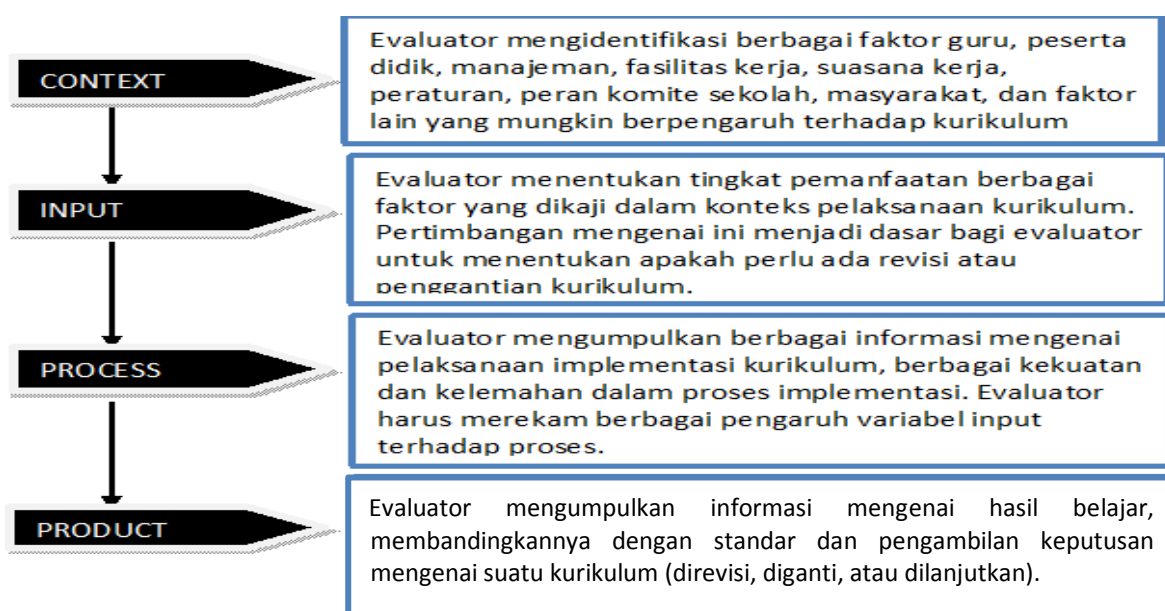 CONTEXT
Evaluator mengidentifikasi berbagai faktor guru, peserta
didik, manajeman, fasilitas kerja, suasana kerja,
peraturan, peran komite sekolah, masyarakat, dan faktor
lain yang mungkin berpengaruh terhadap kurikulum
INPUT
Evaluator menentukan tingkat pemanfaatan berbagai
faktor yang dikaji dalam konteks pelaksanaan kurikulum.
Pertimbangan mengenai ini menjadi dasar bagi evaluator
untuk menentukan apakah perlu ada revisi atau
penggantian kurikulum.
PROCESS
Evaluator mengumpulkan berbagai informasi mengenai
pelaksanaan implementasi kurikulum, berbagai kekuatan
dan kelemahan dalam proses implementasi. Evaluator
harus merekam berbagai pengaruh variabel input
terhadap proses.
PRODUCT
Evaluator mengumpulkan informasi mengenai hasil belajar,
membandingkannya dengan standar dan pengambilan keputusan
mengenai suatu kurikulum (direvisi, diganti, atau dilanjutkan).